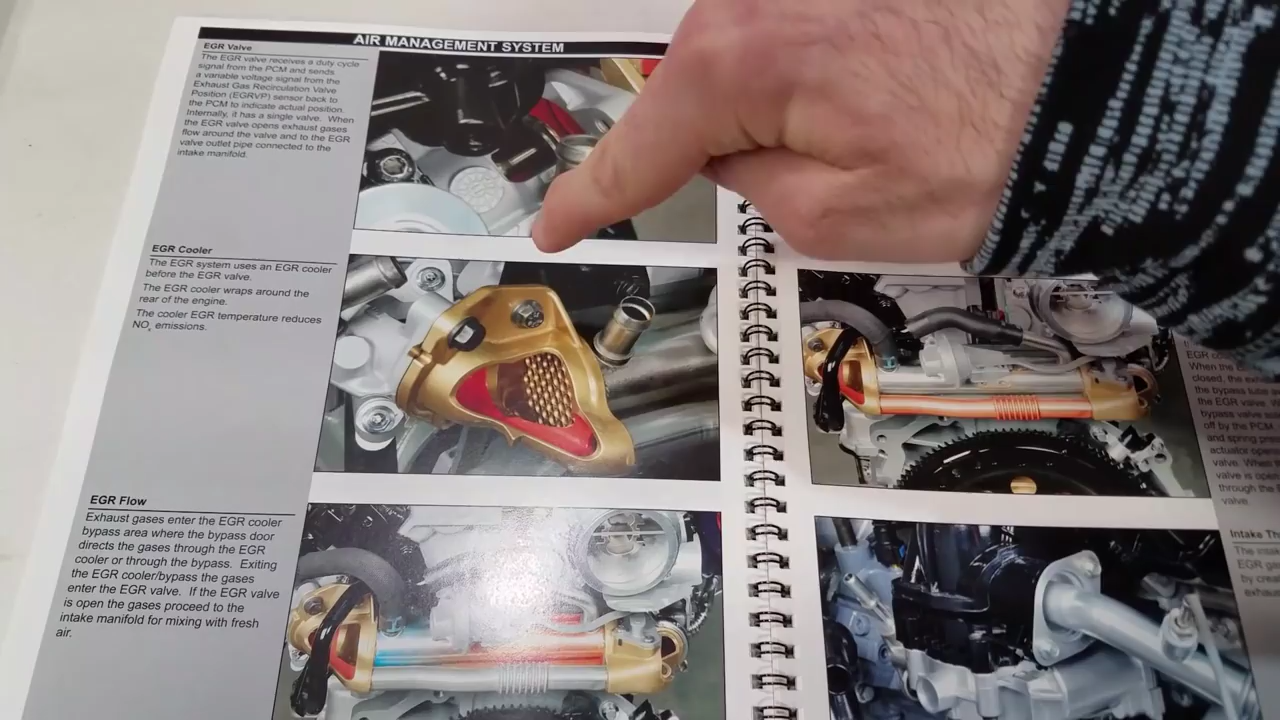 AIR MANAGEMENT SYSTEM
EGR Valve
The EGR valve receives a duty cycle
signal from the PCM and sends
a variable voltage signal from the
Exhaust Gas Recirculation Valve
Position (EGRVP) sensor back to
the PCM to indicate actual position.
Internally, it has a single valve. When
the EGR valve opens exhaust gases
flow around the valve and to the EGR
valve outlet pipe connected to the
intake manifold.
EGR Cooler
The EGR system uses an EGR cooler
before the EGR valve.
The EGR cooler wraps around the
rear of the engine.
The cooler EGR temperature reduces
NOx emissions.
EGR Flow
Exhaust gases enter the EGR cooler
bypass area where the bypass door
directs the gases through the EGR
cooler or through the bypass. Exiting
the EGR cooler/bypass the gases
enter the EGR valve. If the EGR valve
is open the gases proceed to the
intake manifold for mixing with fresh
air.
EGR
When the
closed, the
the bypass tube
the EGR valve.
bypass valve
off by the PCM
and spring
actuator
valve. When
valve is
through the
valve.
Intake
The
EGR
by